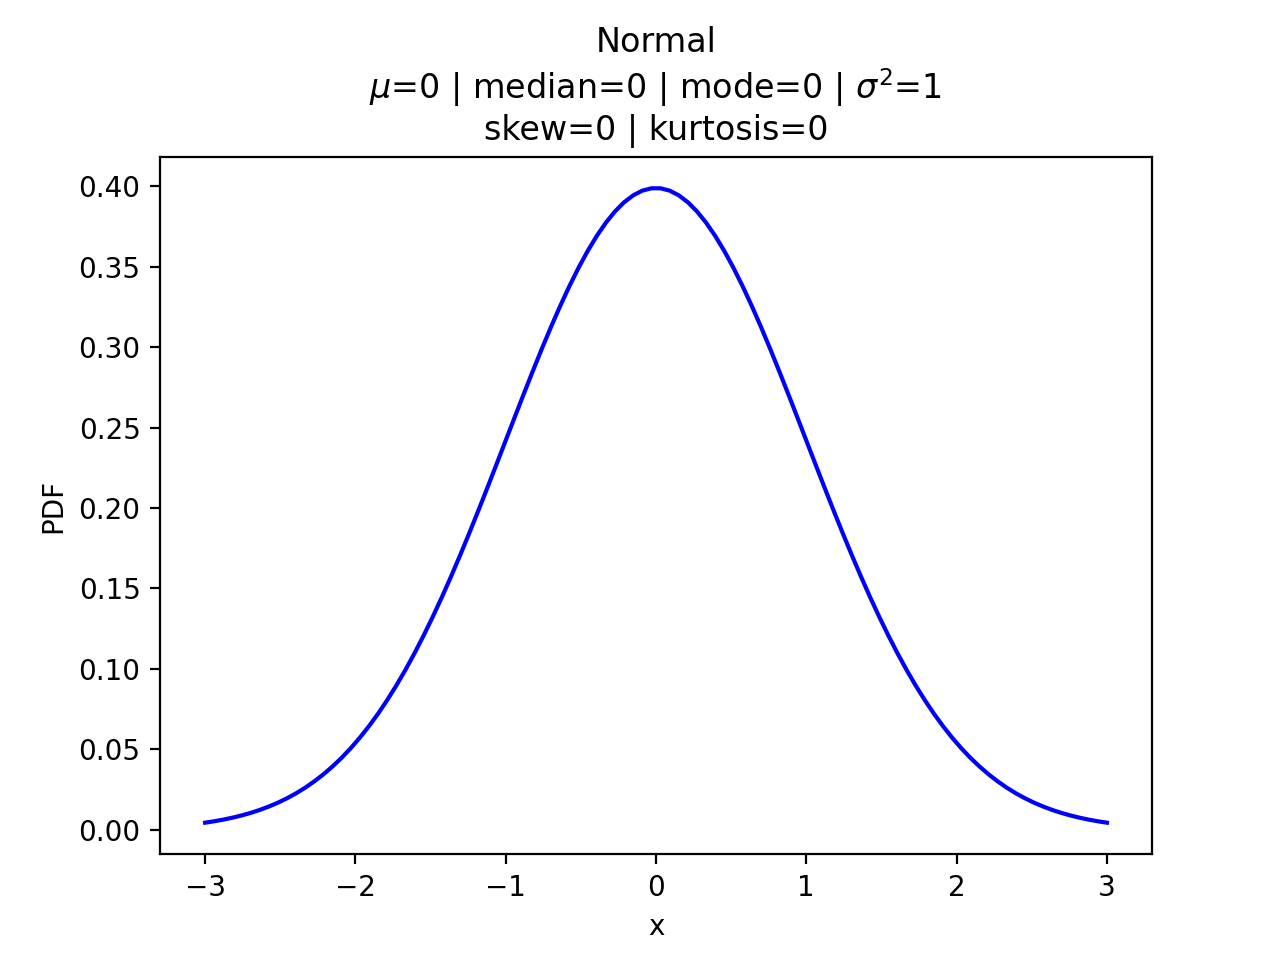 Normal
μ=0 | median=0 | mode=0 | σ²=1
skew=0 | kurtosis=0
0.40
0.35
0.30
0.25
0.20
0.15
0.10
0.05
0.00
PDF
−3 −2 −1 0 1 2 3
x